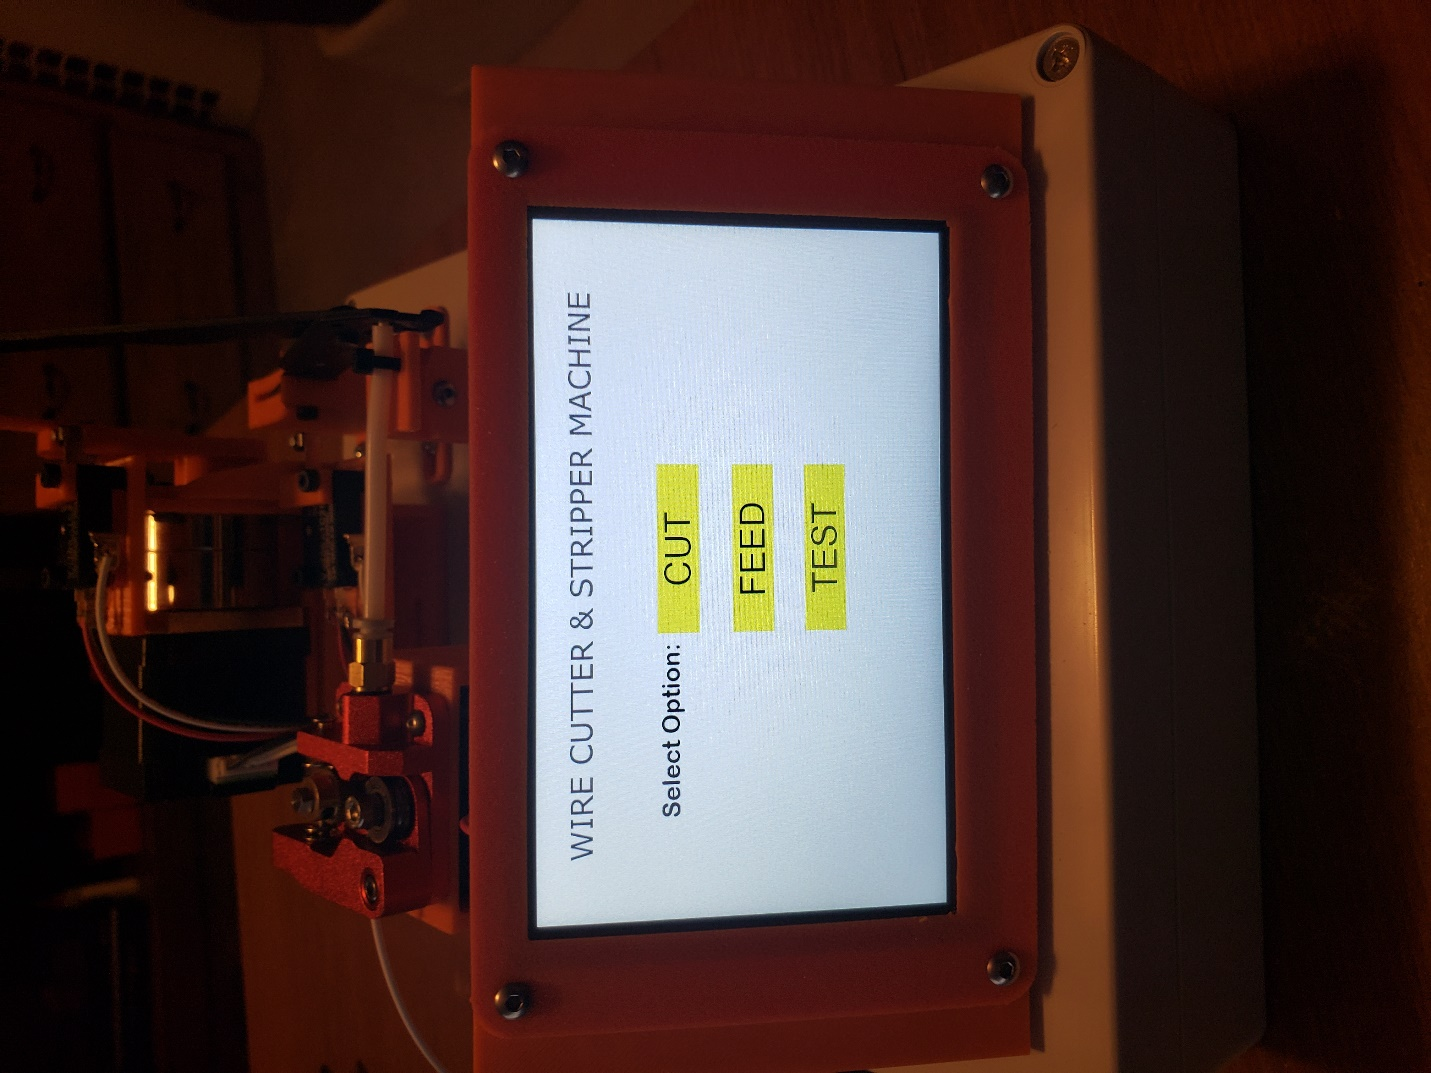 WIRE CUTTER & STRIPPER MACHINE
Select Option: CUT
FEED
TEST